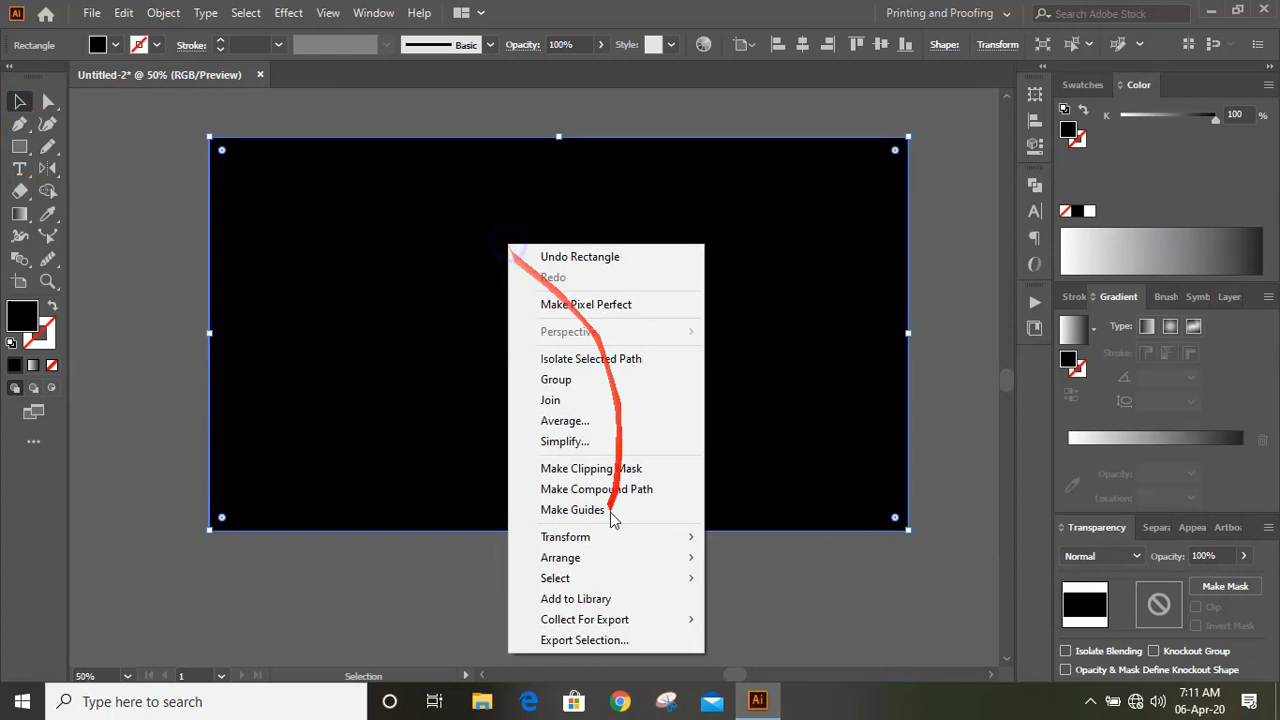 Ai File Edit Object Type Select Effect View Window Help Printing and Proofing Search Adobe Stock
Rectangle Stroke: Basic Opacity: 100% Style: Shape: Transform
Untitled-2* @ 50% (RGB/Preview)
Swatches Color
K 100 %
Undo Rectangle
Redo
Make Pixel Perfect
Perspective
Isolate Selected Path
Group
Join
Average...
Simplify...
Make Clipping Mask
Make Compound Path
Make Guides
Transform
Arrange
Select
Add to Library
Collect For Export
Export Selection...
Strok Gradient Brush Symb Layer
Type:
Stroke:
Opacity:
Location:
Transparency Separ Appea Artboa
Normal Opacity: 100%
Make Mask
Clip
Invert Mask
Isolate Blending Knockout Group
Opacity & Mask Define Knockout Shape
50% 1 Selection
Type here to search
Ai
7:11 AM
06-Apr-20